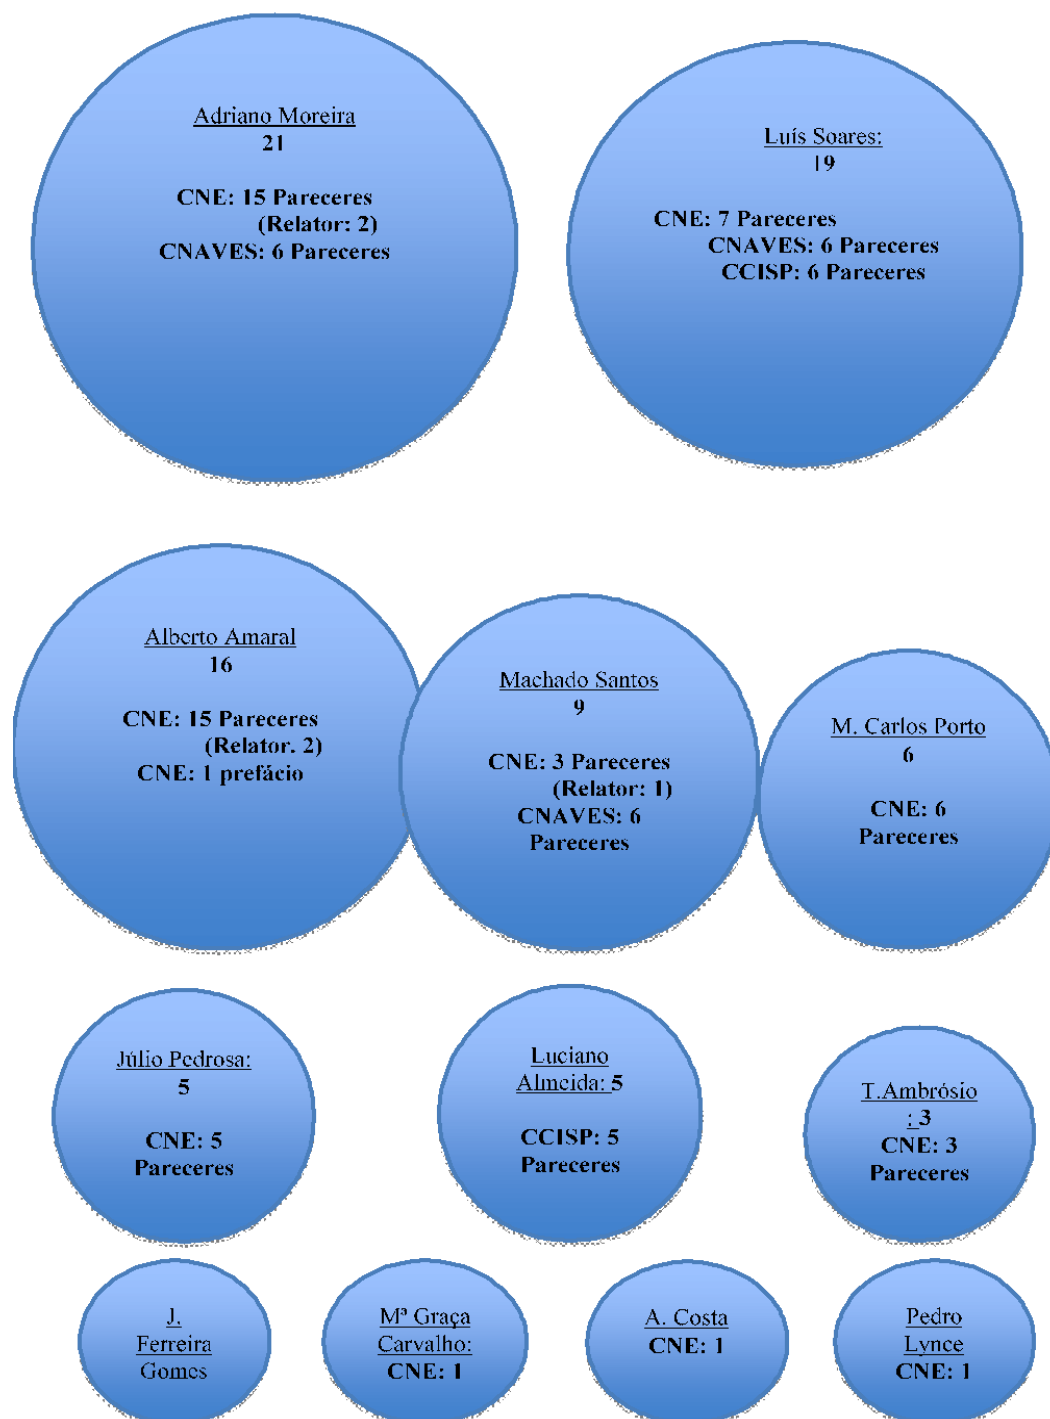 Adriano Moreira
21
CNE: 15 Pareceres
(Relator: 2)
CNAVES: 6 Pareceres
Luís Soares:
19
CNE: 7 Pareceres
CNAVES: 6 Pareceres
CCISP: 6 Pareceres
Alberto Amaral
16
CNE: 15 Pareceres
(Relator. 2)
CNE: 1 prefácio
Machado Santos
9
CNE: 3 Pareceres
(Relator: 1)
CNAVES: 6
Pareceres
M. Carlos Porto
6
CNE: 6
Pareceres
Júlio Pedrosa:
5
CNE: 5
Pareceres
Luciano
Almeida: 5
CCISP: 5
Pareceres
T.Ambrósio
: 3
CNE: 3
Pareceres
J.
Ferreira
Gomes
Mª Graça
Carvalho:
CNE: 1
A. Costa
CNE: 1
Pedro
Lynce
CNE: 1